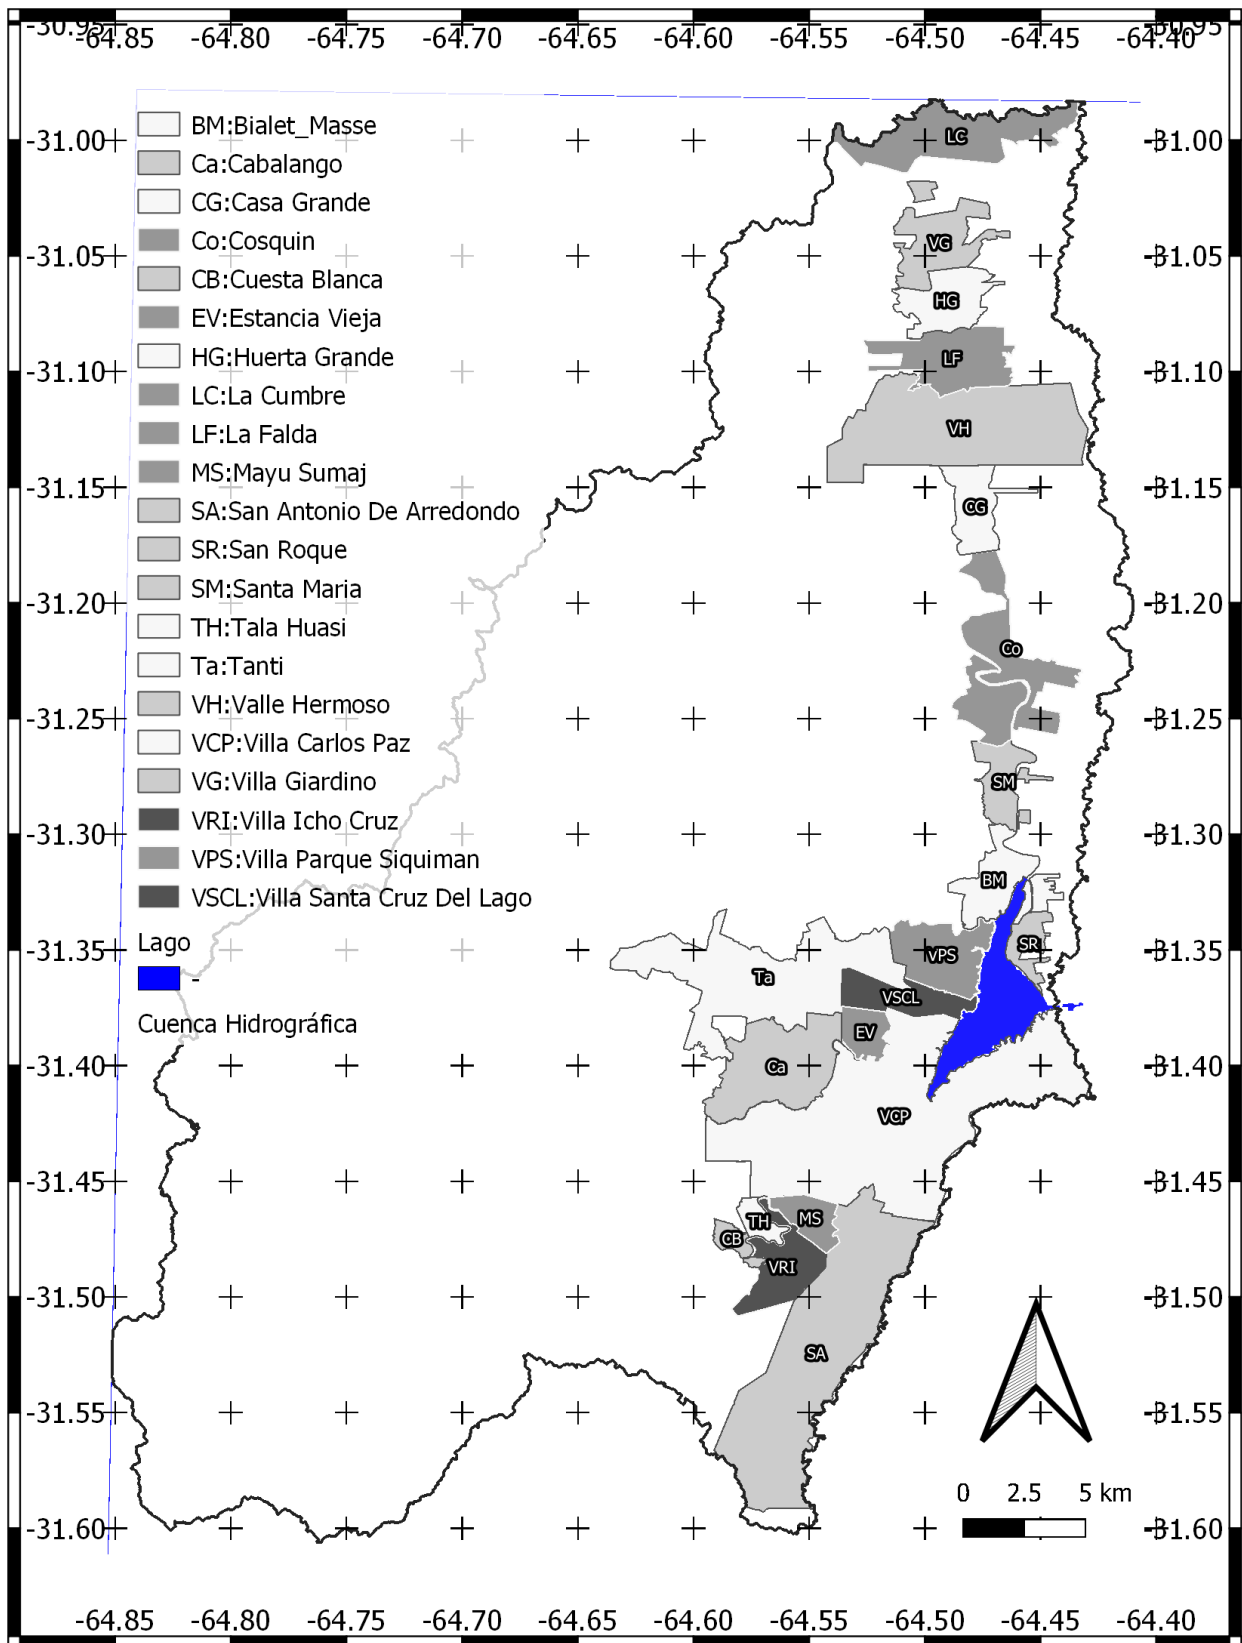 -30.95 -64.85 -64.80 -64.75 -64.70 -64.65 -64.60 -64.55 -64.50 -64.45 -64.40 -30.95
BM:Bialet_Masse
-31.00 -31.00
LC
Ca:Cabalango
CG:Casa Grande
Co:Cosquin
VG
-31.05 -31.05
CB:Cuesta Blanca
HG
EV:Estancia Vieja
HG:Huerta Grande
LF
-31.10 -31.10
LC:La Cumbre
VH
LF:La Falda
MS:Mayu Sumaj
-31.15 -31.15
CG
SA:San Antonio De Arredondo
SR:San Roque
SM:Santa Maria
-31.20 -31.20
TH:Tala Huasi
Co
Ta:Tanti
VH:Valle Hermoso
-31.25 -31.25
VCP:Villa Carlos Paz
VG:Villa Giardino
SM
VRI:Villa Icho Cruz
-31.30 -31.30
VPS:Villa Parque Siquiman
BM
VSCL:Villa Santa Cruz Del Lago
Lago
SR
-31.35 -31.35
VPS
Ta
-
VSCL
Cuenca Hidrográfica
EV
-31.40 -31.40
Ca
VCP
-31.45 -31.45
TH MS
CB
VRI
-31.50 -31.50
SA
-31.55 -31.55
0 2.5 5 km
-31.60 -31.60
-64.85 -64.80 -64.75 -64.70 -64.65 -64.60 -64.55 -64.50 -64.45 -64.40